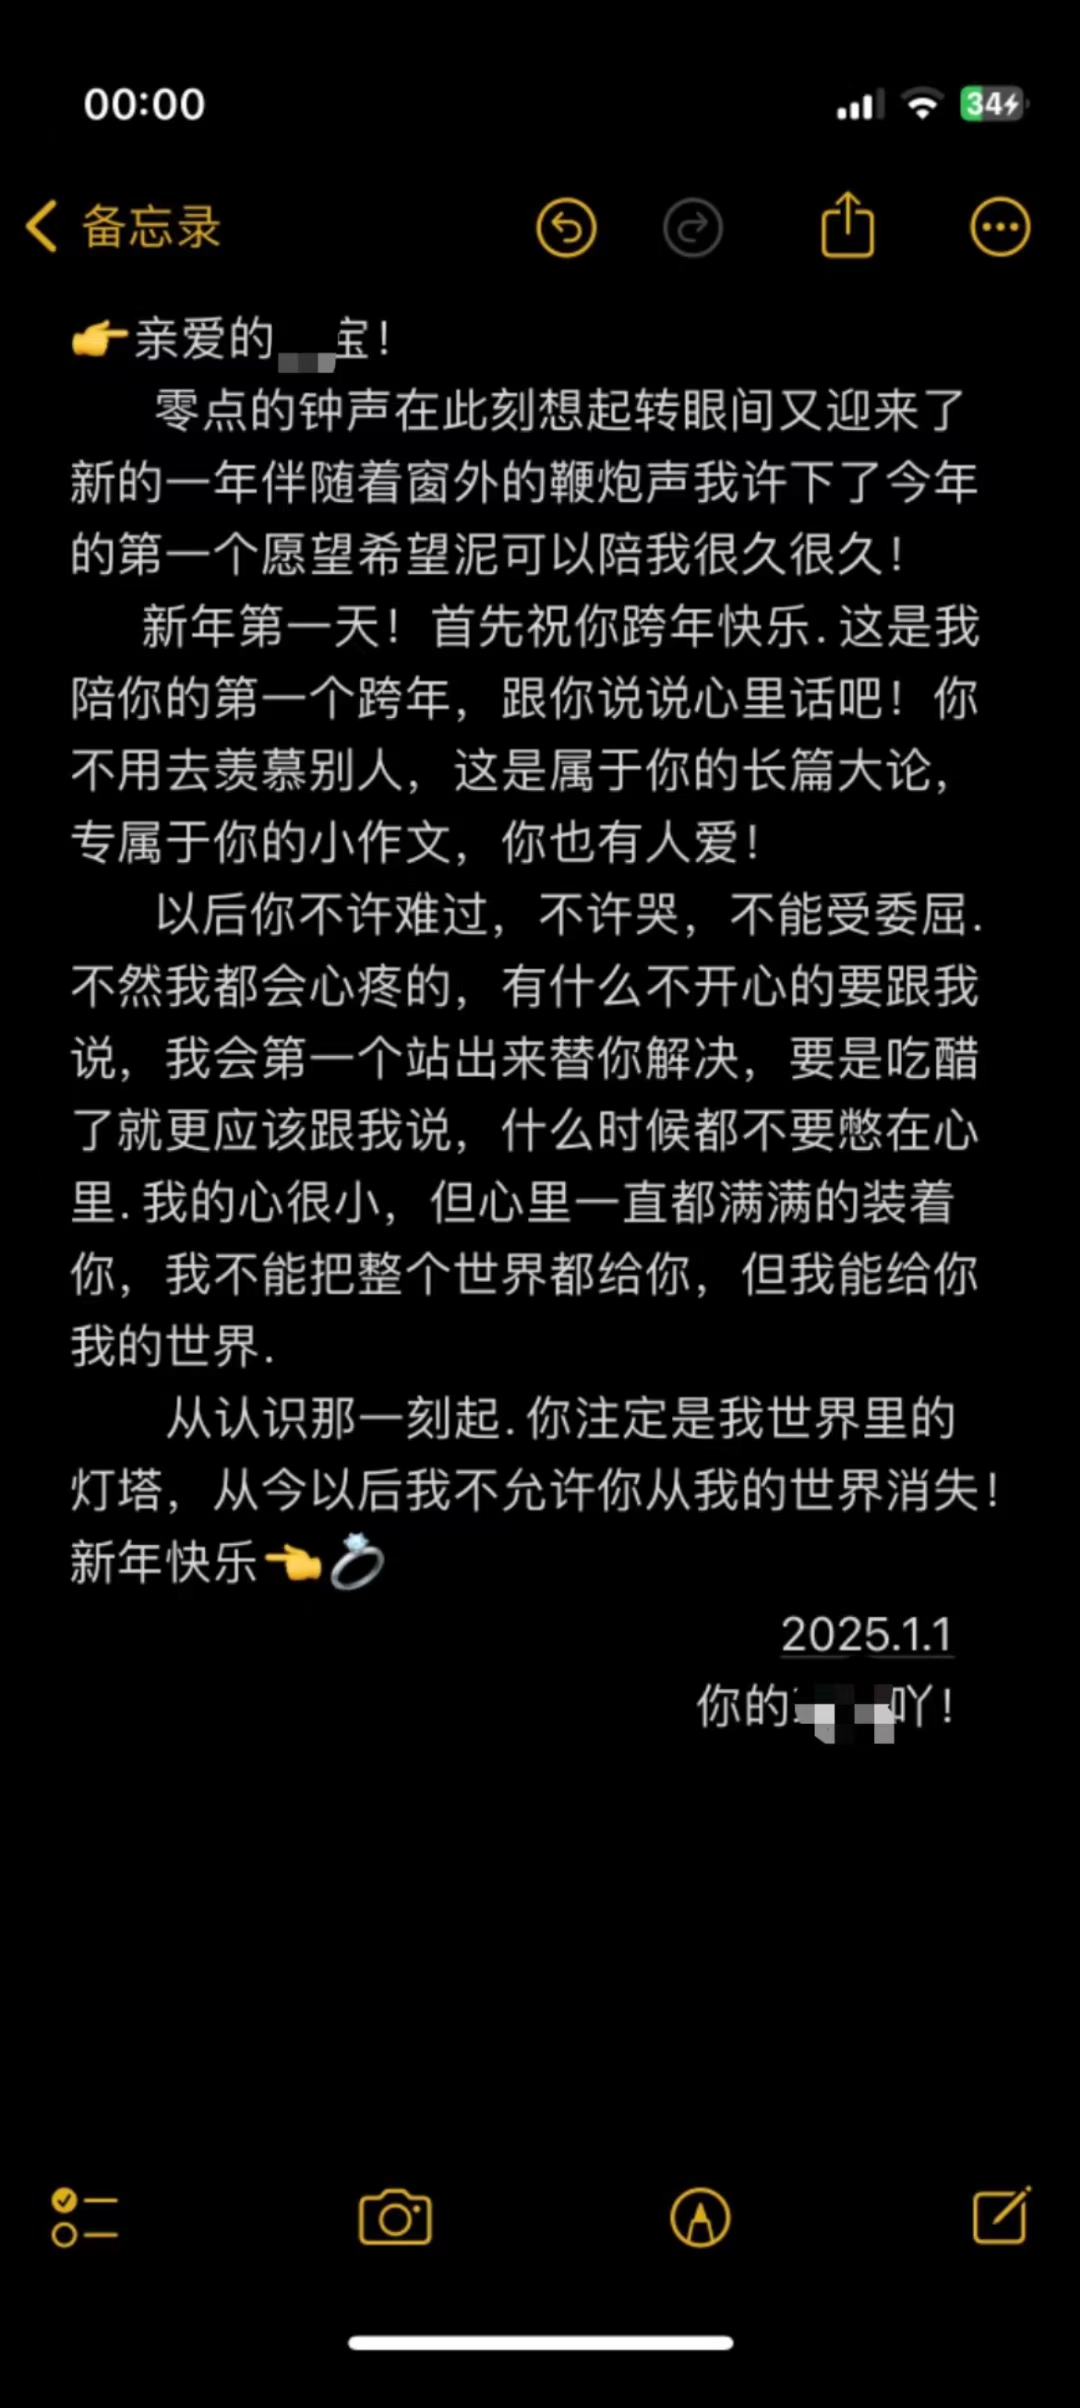 00:00
34
备忘录
👉亲爱的 宝！
零点的钟声在此刻想起转眼间又迎来了
新的一年伴随着窗外的鞭炮声我许下了今年
的第一个愿望希望泥可以陪我很久很久！
新年第一天！首先祝你跨年快乐.这是我
陪你的第一个跨年，跟你说说心里话吧！你
不用去羡慕别人，这是属于你的长篇大论，
专属于你的小作文，你也有人爱！
以后你不许难过，不许哭，不能受委屈.
不然我都会心疼的，有什么不开心的要跟我
说，我会第一个站出来替你解决，要是吃醋
了就更应该跟我说，什么时候都不要憋在心
里.我的心很小，但心里一直都满满的装着
你，我不能把整个世界都给你，但我能给你
我的世界.
从认识那一刻起.你注定是我世界里的
灯塔，从今以后我不允许你从我的世界消失！
新年快乐👈💍
2025.1.1
你的 吖！